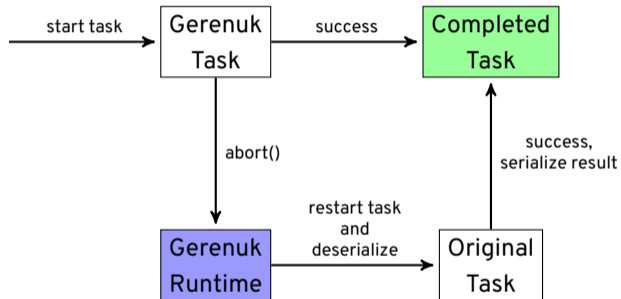 start task
Gerenuk
Task
success
Completed
Task
abort()
success,
serialize result
restart task
and
deserialize
Gerenuk
Runtime
Original
Task